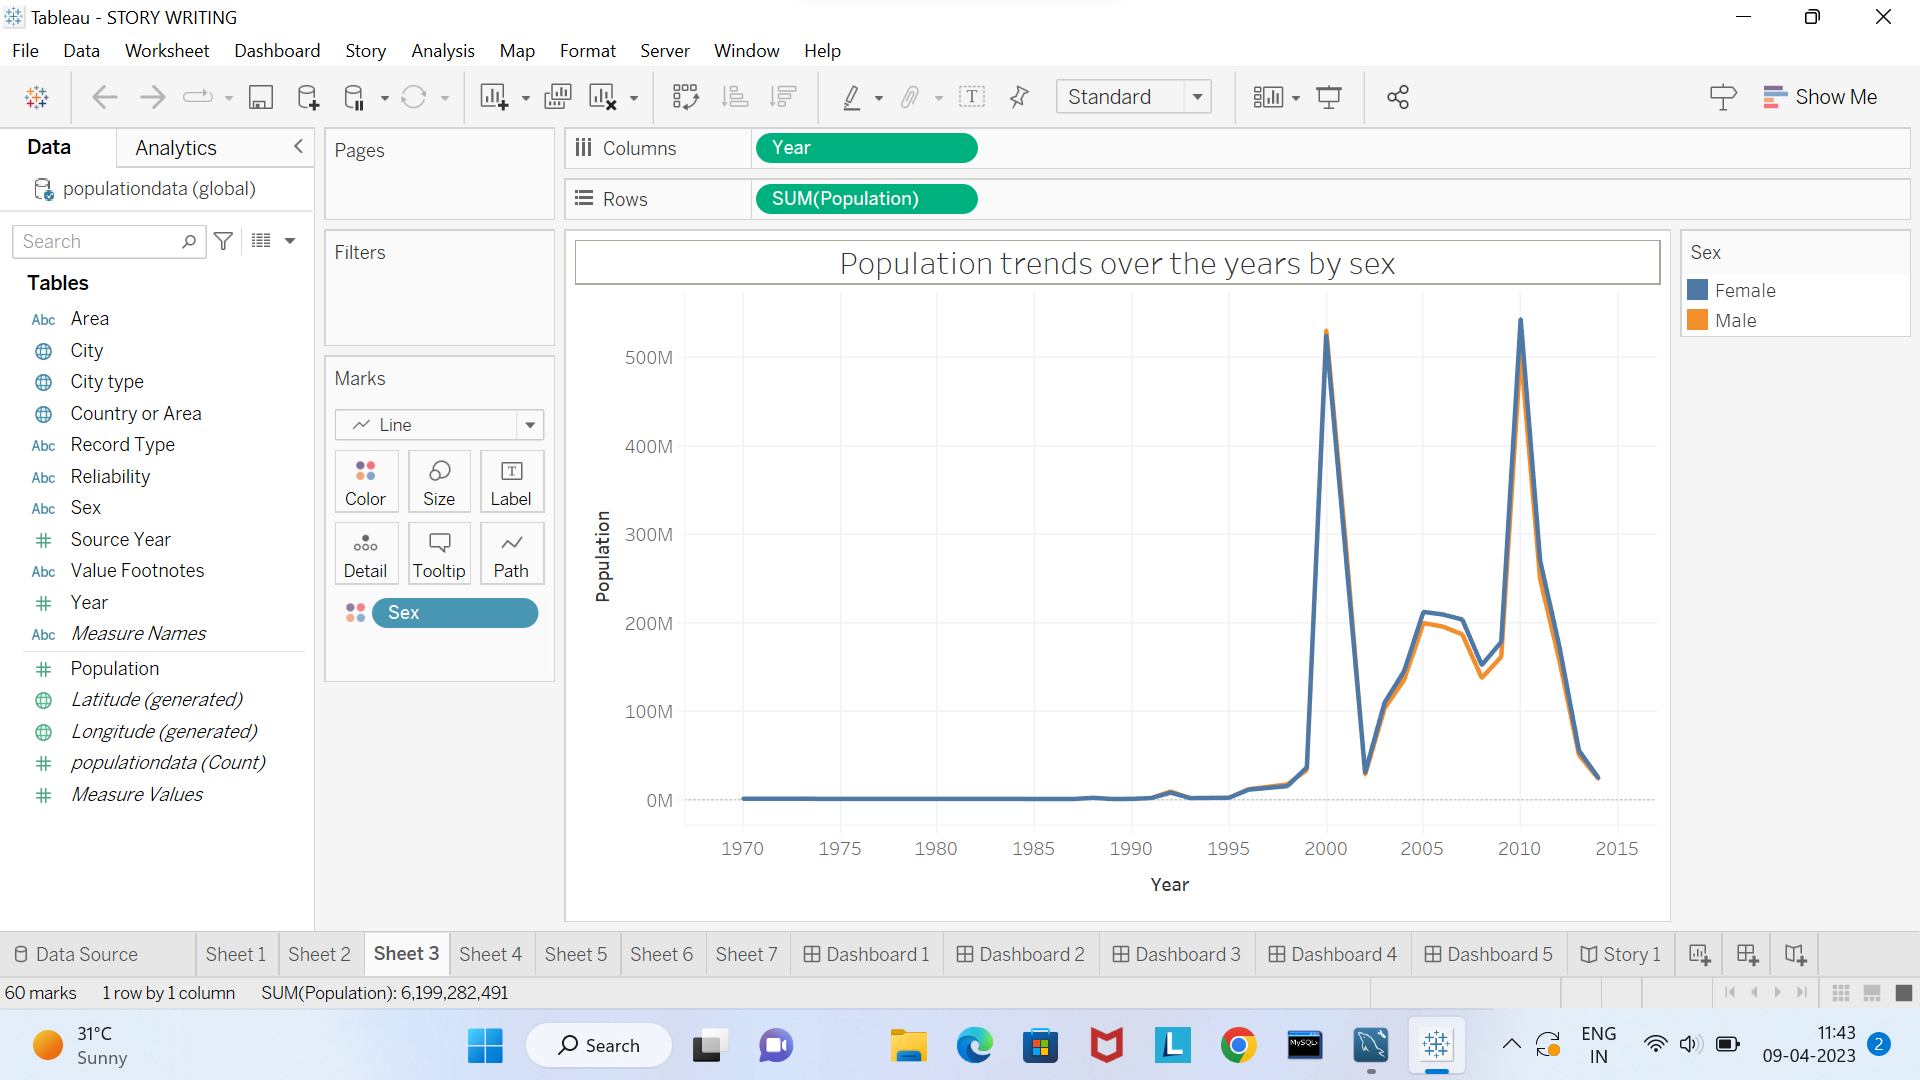 Tableau - STORY WRITING
File Data Worksheet Dashboard Story Analysis Map Format Server Window Help
Standard
Show Me
Data Analytics
populationdata (global)
Search
Tables
Abc Area
City
City type
Country or Area
Abc Record Type
Abc Reliability
Abc Sex
Source Year
Abc Value Footnotes
Year
Abc Measure Names
Population
Latitude (generated)
Longitude (generated)
populationdata (Count)
Measure Values
Pages
Filters
Marks
Line
Color Size Label
Detail Tooltip Path
Sex
Columns Year
Rows SUM(Population)
Population trends over the years by sex
500M
400M
300M
200M
100M
0M
Population
1970 1975 1980 1985 1990 1995 2000 2005 2010 2015
Year
Sex
Female
Male
Data Source Sheet 1 Sheet 2 Sheet 3 Sheet 4 Sheet 5 Sheet 6 Sheet 7 Dashboard 1 Dashboard 2 Dashboard 3 Dashboard 4 Dashboard 5 Story 1
60 marks 1 row by 1 column SUM(Population): 6,199,282,491
31°C
Sunny
Search
L
MySQL>
ENG
IN
11:43
09-04-2023
2